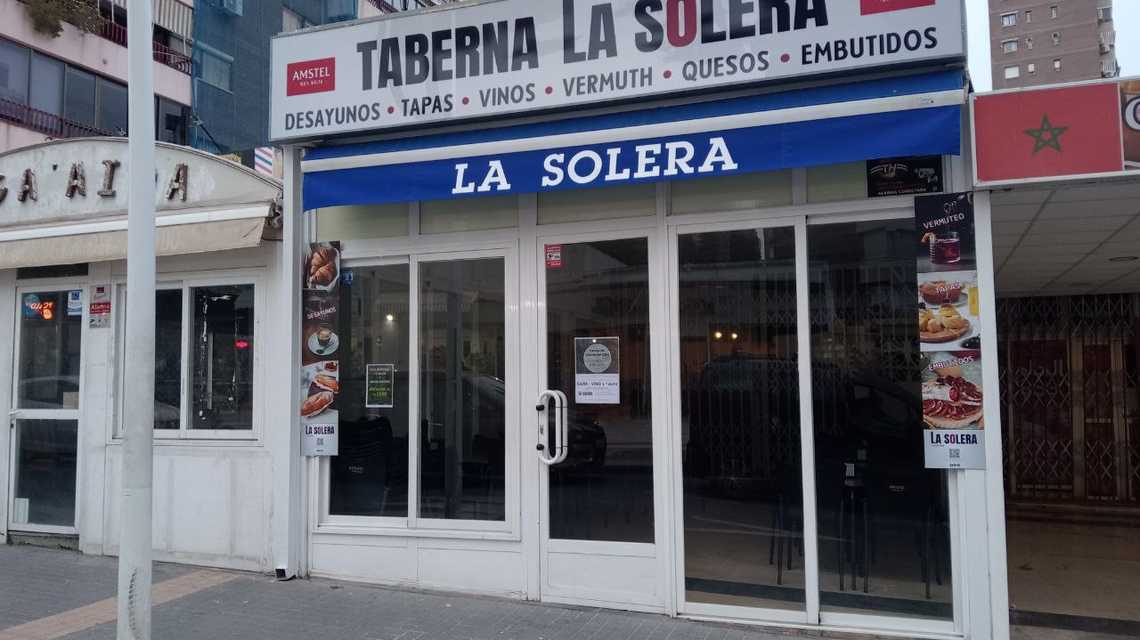 TABERNA LA SOLERA
AMSTEL
DESAYUNOS • TAPAS • VINOS • VERMUTH • QUESOS • EMBUTIDOS
LA SOLERA
DESAYUNOS
LA SOLERA
VERMUTEO
TAPAS
EMBUTIDOS
LA SOLERA